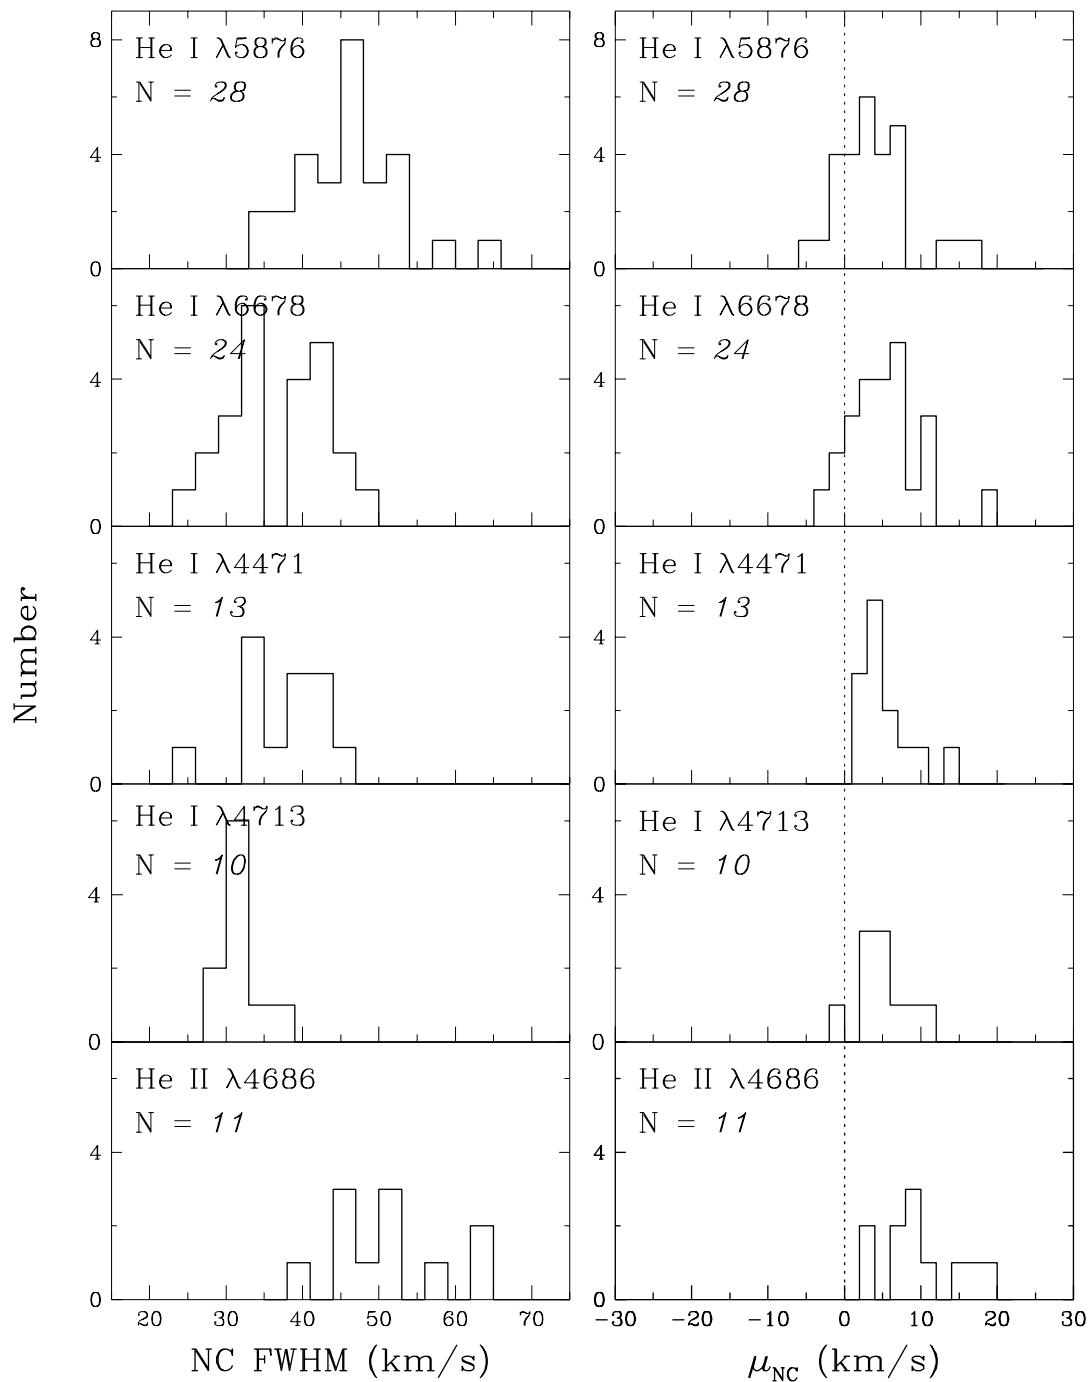 He I λ5876
N = 28
8
4
0
He I λ5876
N = 28
8
4
0
He I λ6678
N = 24
4
0
He I λ6678
N = 24
4
0
He I λ4471
N = 13
4
0
He I λ4471
N = 13
4
0
He I λ4713
N = 10
4
0
He I λ4713
N = 10
4
0
He II λ4686
N = 11
4
0
He II λ4686
N = 11
4
0
Number
20 30 40 50 60 70
-30 -20 -10 0 10 20 30
NC FWHM (km/s)
μNC (km/s)